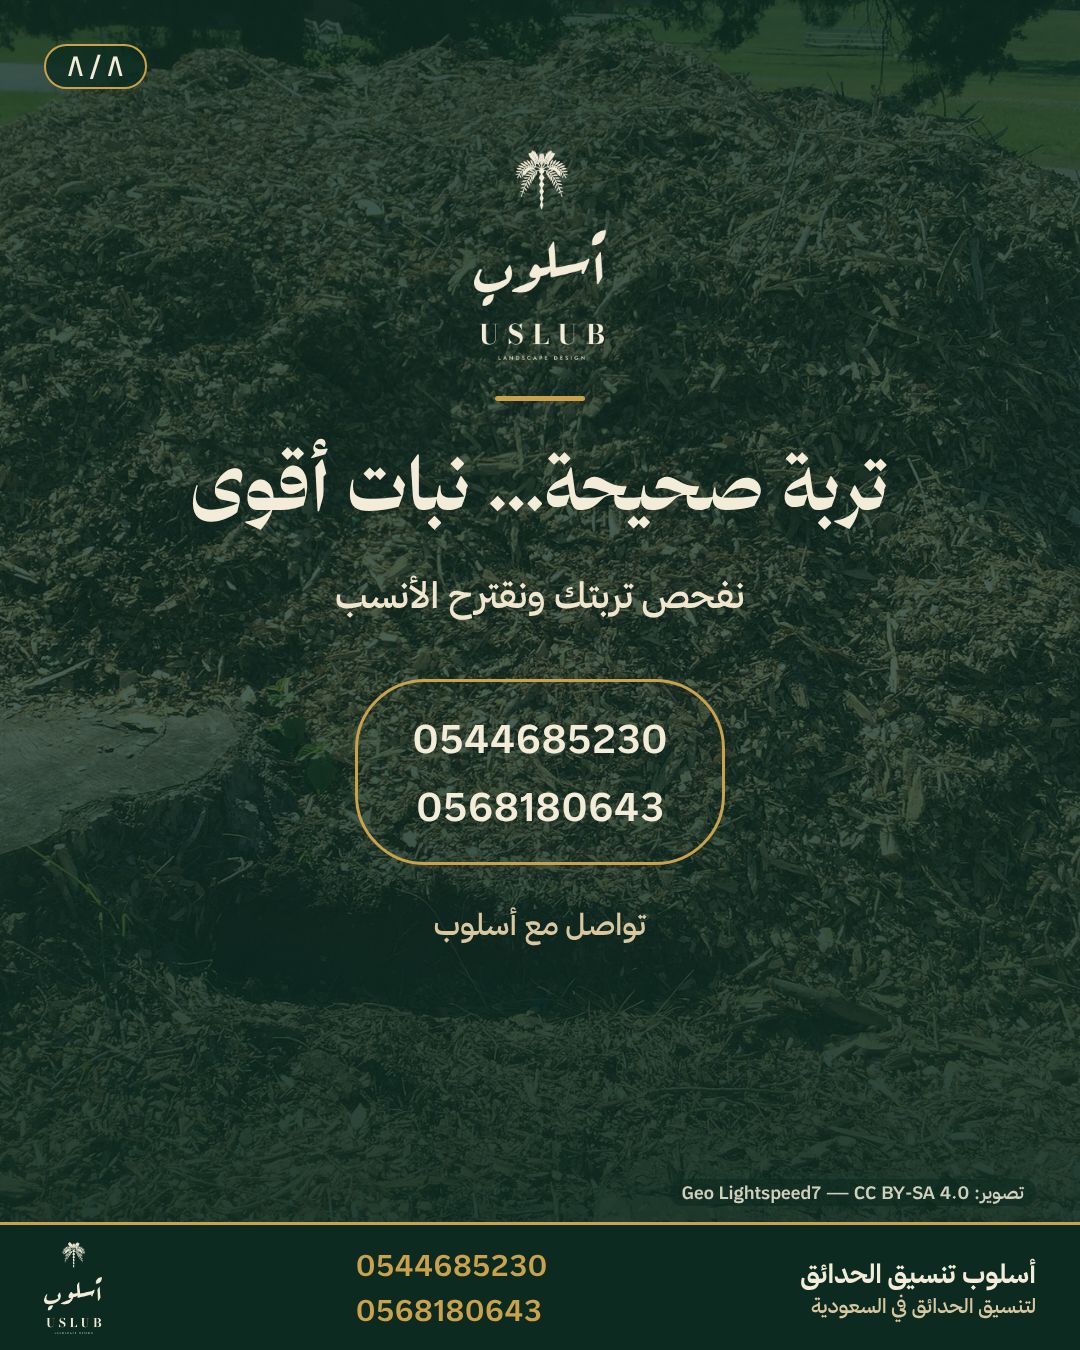 ٨/٨
أسلوب
USLUB
LANDSCAPE DESIGN
تربة صحيحة... نبات أقوى
نفحص تربتك ونقترح الأنسب
0544685230
0568180643
تواصل مع أسلوب
تصوير: Geo Lightspeed7 — CC BY-SA 4.0
أسلوب تنسيق الحدائق
لتنسيق الحدائق في السعودية
0544685230
0568180643
أسلوب
USLUB
LANDSCAPE DESIGN